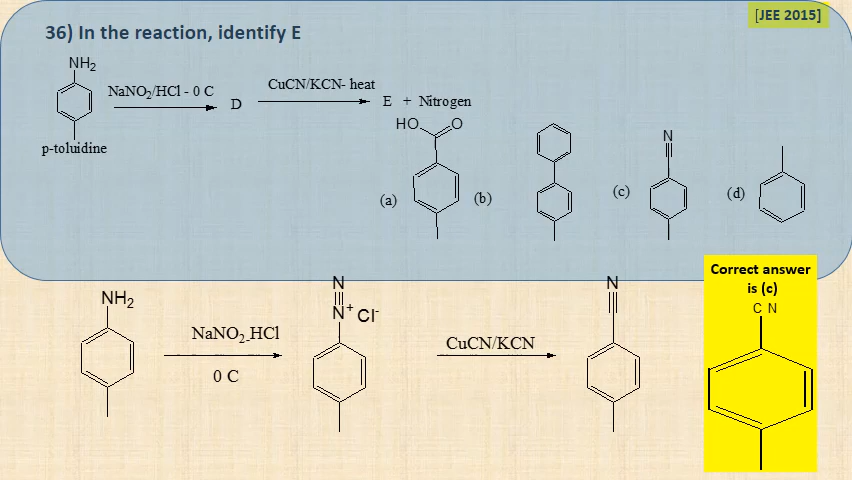 [JEE 2015]
36) In the reaction, identify E
NH2
NaNO2/HCl - 0 C
D
CuCN/KCN- heat
E + Nitrogen
p-toluidine
HO
O
N
(a)
(b)
(c)
(d)
Correct answer
is (c)
C N
NH2
NaNO2-HCl
0 C
N
N+ Cl-
CuCN/KCN
N